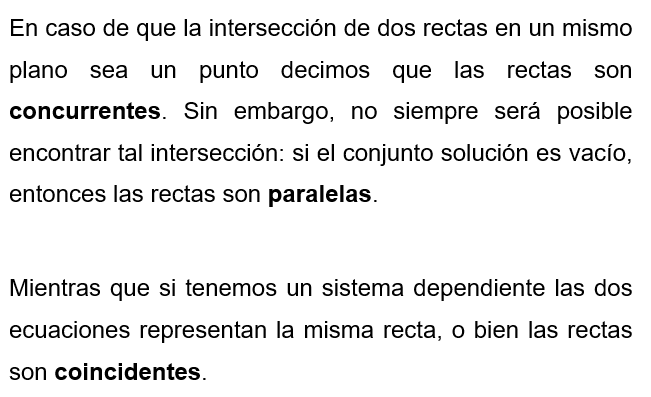 En caso de que la intersección de dos rectas en un mismo
plano sea un punto decimos que las rectas son
concurrentes. Sin embargo, no siempre será posible
encontrar tal intersección: si el conjunto solución es vacío,
entonces las rectas son paralelas.
Mientras que si tenemos un sistema dependiente las dos
ecuaciones representan la misma recta, o bien las rectas
son coincidentes.